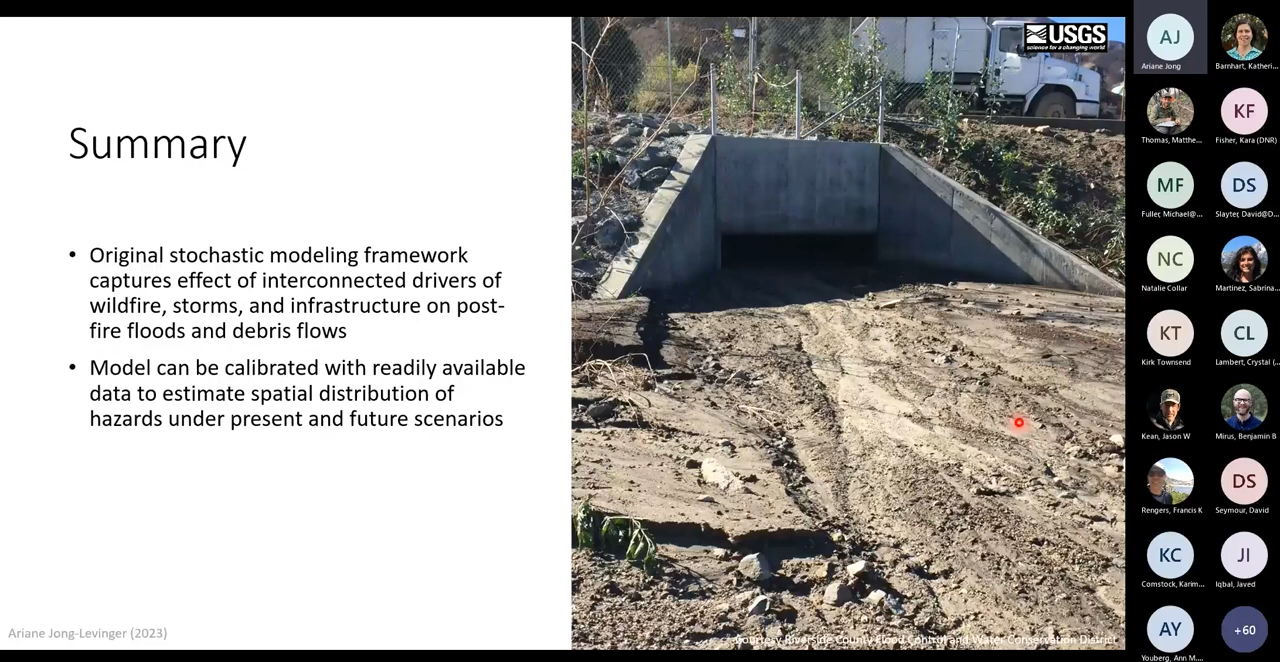 Summary
• Original stochastic modeling framework
captures effect of interconnected drivers of
wildfire, storms, and infrastructure on post-
fire floods and debris flows
• Model can be calibrated with readily available
data to estimate spatial distribution of
hazards under present and future scenarios
Ariane Jong-Levinger (2023)
USGS
science for a changing world
Courtesy Riverside County Flood Control and Water Conservation District
AJ
Ariane Jong
Barnhart, Katheri...
Thomas, Matthe...
KF
Fisher, Kara (DNR)
MF
Fuller, Michael@...
DS
Slayter, David@D...
NC
Natalie Collar
Martinez, Sabrina...
KT
Kirk Townsend
CL
Lambert, Crystal (...
Kean, Jason W
Mirus, Benjamin B
Rengers, Francis K
DS
Seymour, David
KC
Comstock, Karim...
JI
Iqbal, Javed
AY
Youberg, Ann M....
+60